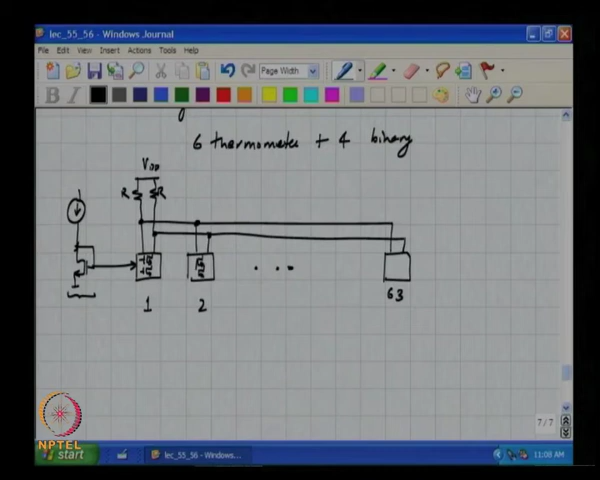 lec_55_56 - Windows Journal
File Edit View Insert Actions Tools Help
Page Width
B I
6 thermometer + 4 binary
VDD
R R
1 2 63
7/7
NPTEL
start lec_55_56 - Windows... 11:08 AM